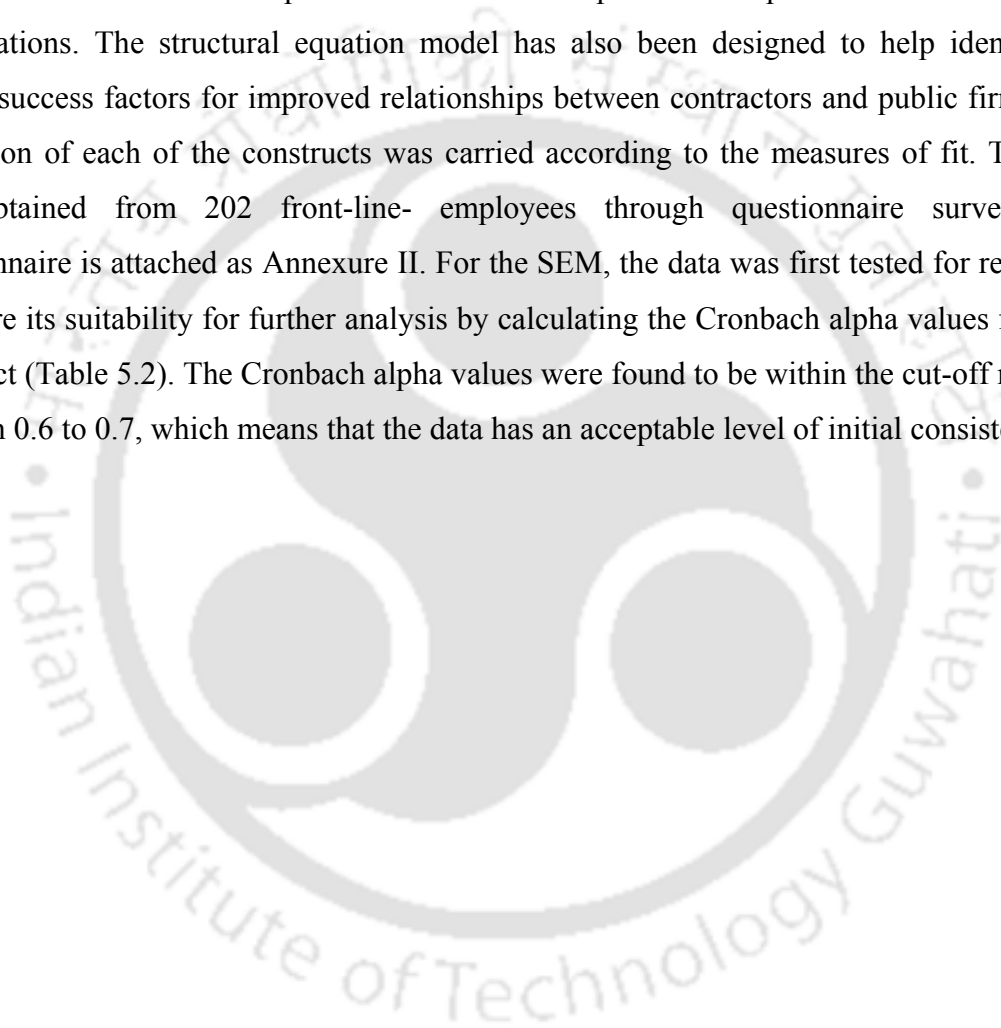 ations. The structural equation model has also been designed to help iden
success factors for improved relationships between contractors and public fir
on of each of the constructs was carried according to the measures of fit. T
btained from 202 front-line- employees through questionnaire surve
nnaire is attached as Annexure II. For the SEM, the data was first tested for re
re its suitability for further analysis by calculating the Cronbach alpha values
ct (Table 5.2). The Cronbach alpha values were found to be within the cut-off
n 0.6 to 0.7, which means that the data has an acceptable level of initial consist
Indian Institute of Technology Guwahati